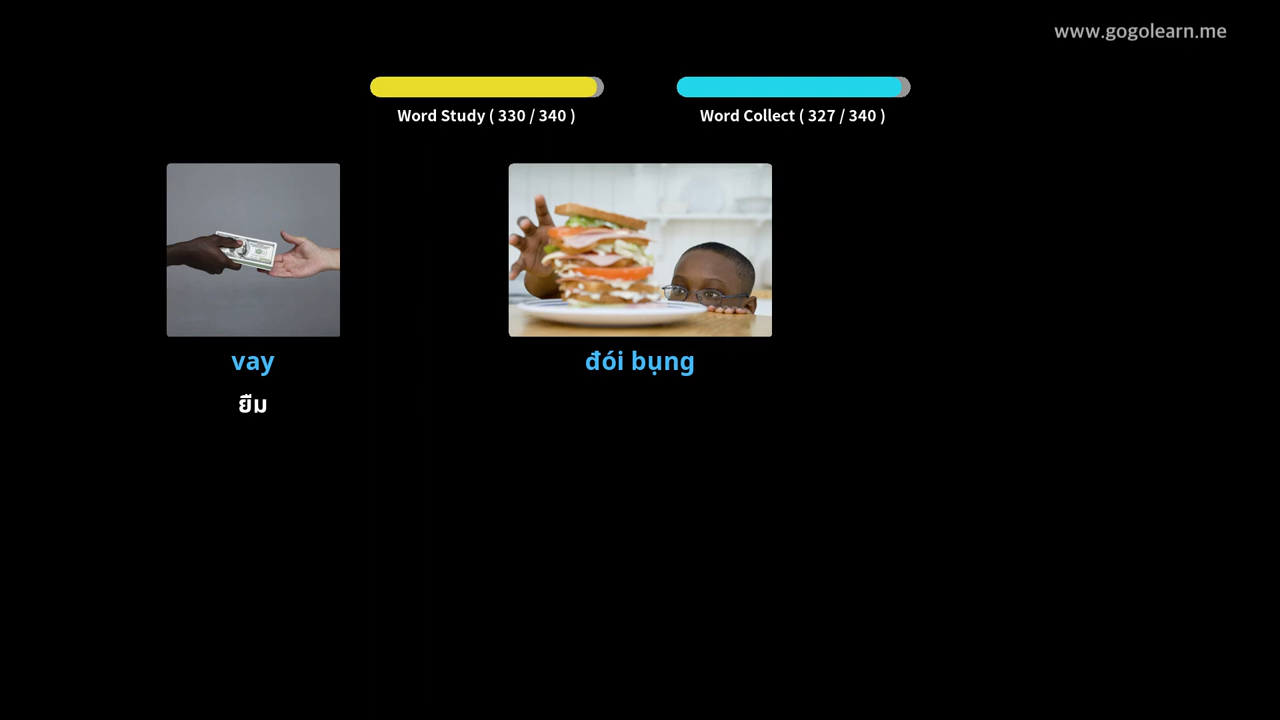 www.gogolearn.me
Word Study ( 330 / 340 )
Word Collect ( 327 / 340 )
vay
ยืม
đói bụng